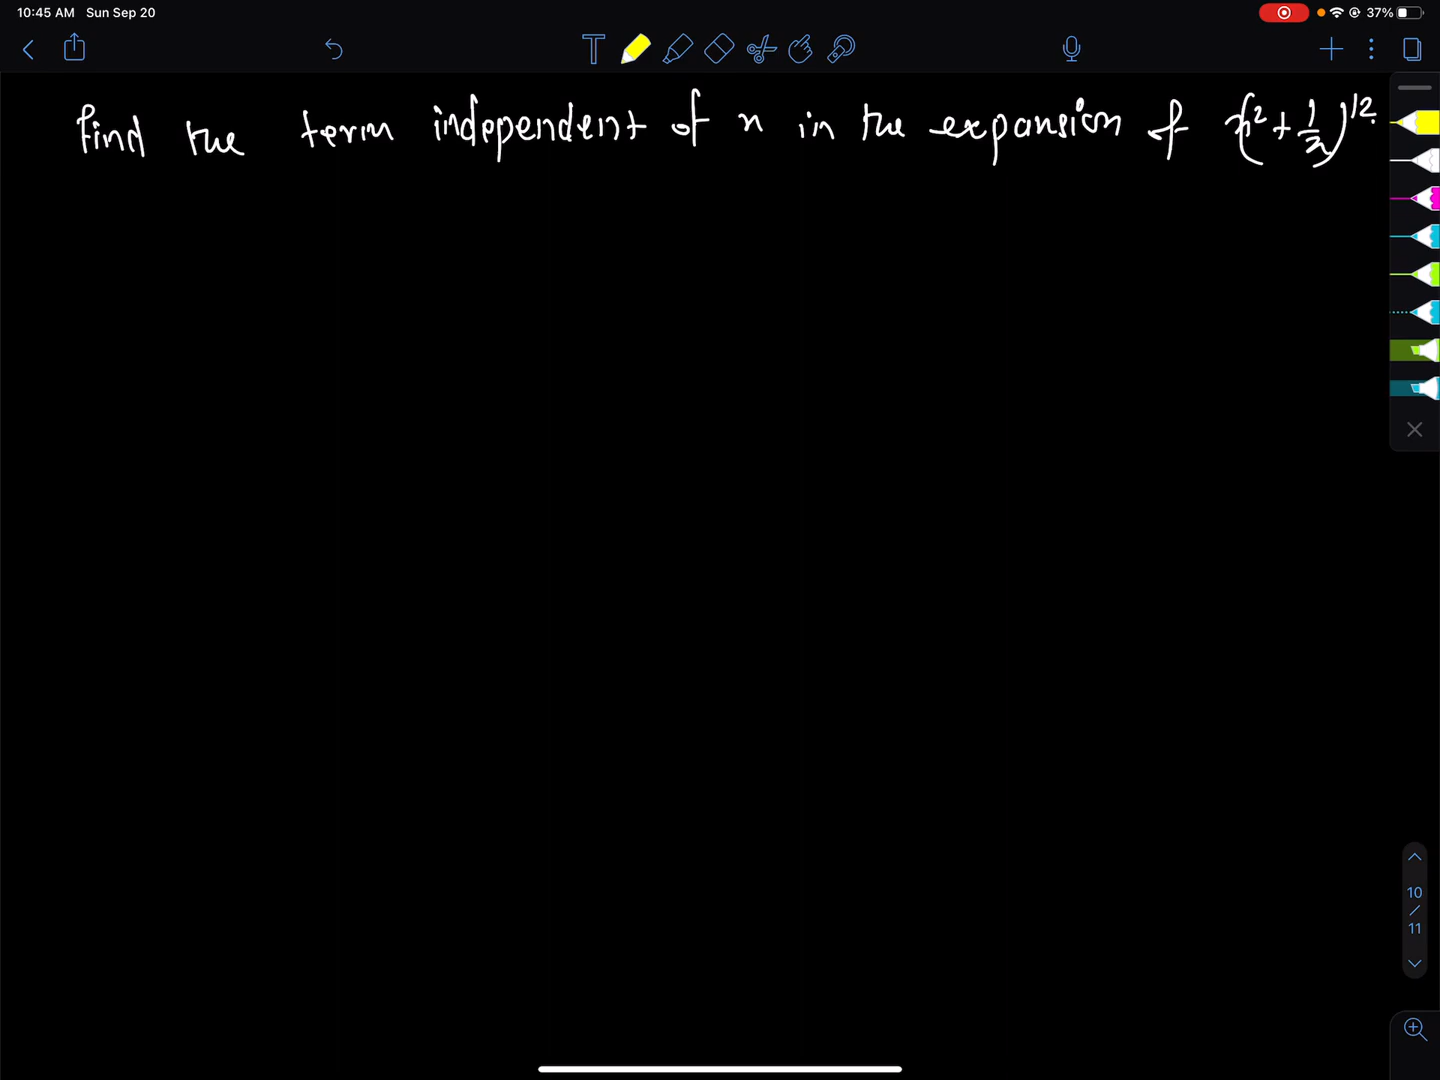 10:45 AM Sun Sep 20
37%
find the term independent of x in the expansion of (x² + 1/x)¹².
10
/
11